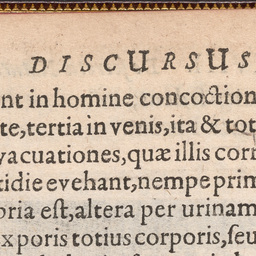 DISCURSUS
nt in homine concoction
te, tertia in venis, ita & tot
vacuationes, quæ illis corr
tidie evehant, nempe prim
oria est, altera per urinam
x poris totius corporis, seu